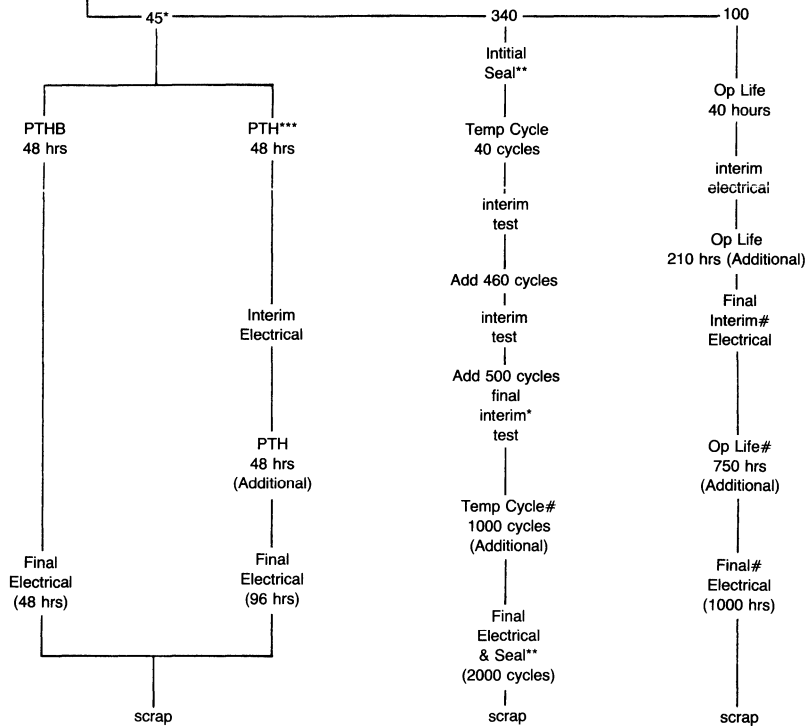 45*
340
100
PTHB
48 hrs
PTH***
48 hrs
Interim
Electrical
PTH
48 hrs
(Additional)
Final
Electrical
(48 hrs)
Final
Electrical
(96 hrs)
scrap
Intitial
Seal**
Temp Cycle
40 cycles
interim
test
Add 460 cycles
interim
test
Add 500 cycles
final
interim*
test
Temp Cycle#
1000 cycles
(Additional)
Final
Electrical
& Seal**
(2000 cycles)
scrap
Op Life
40 hours
interim
electrical
Op Life
210 hrs (Additional)
Final
Interim#
Electrical
Op Life#
750 hrs
(Additional)
Final#
Electrical
(1000 hrs)
scrap